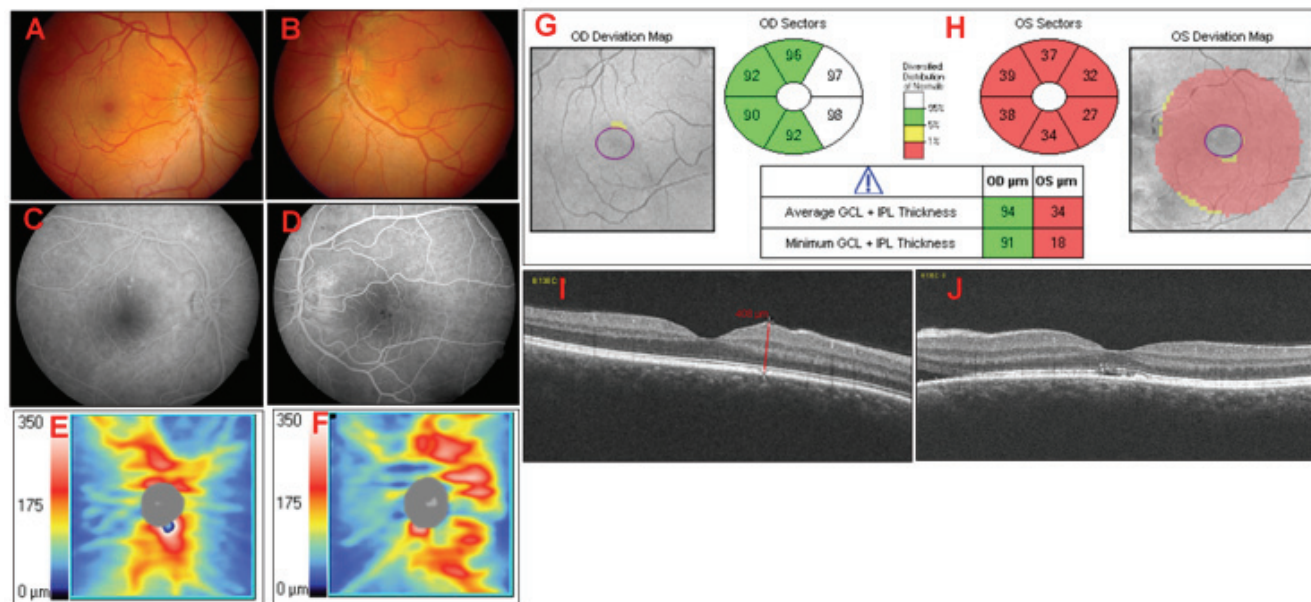 A
B
C
D
350
E
175
0 µm
350
F
175
0 µm
G
OD Deviation Map
OD Sectors
96
92
97
90
98
92
Diversified
Distribution
of Normals
95%
5%
1%
H
OS Sectors
37
39
32
38
27
34
OS Deviation Map
OD µm OS µm
Average GCL + IPL Thickness 94 34
Minimum GCL + IPL Thickness 91 18
I
J